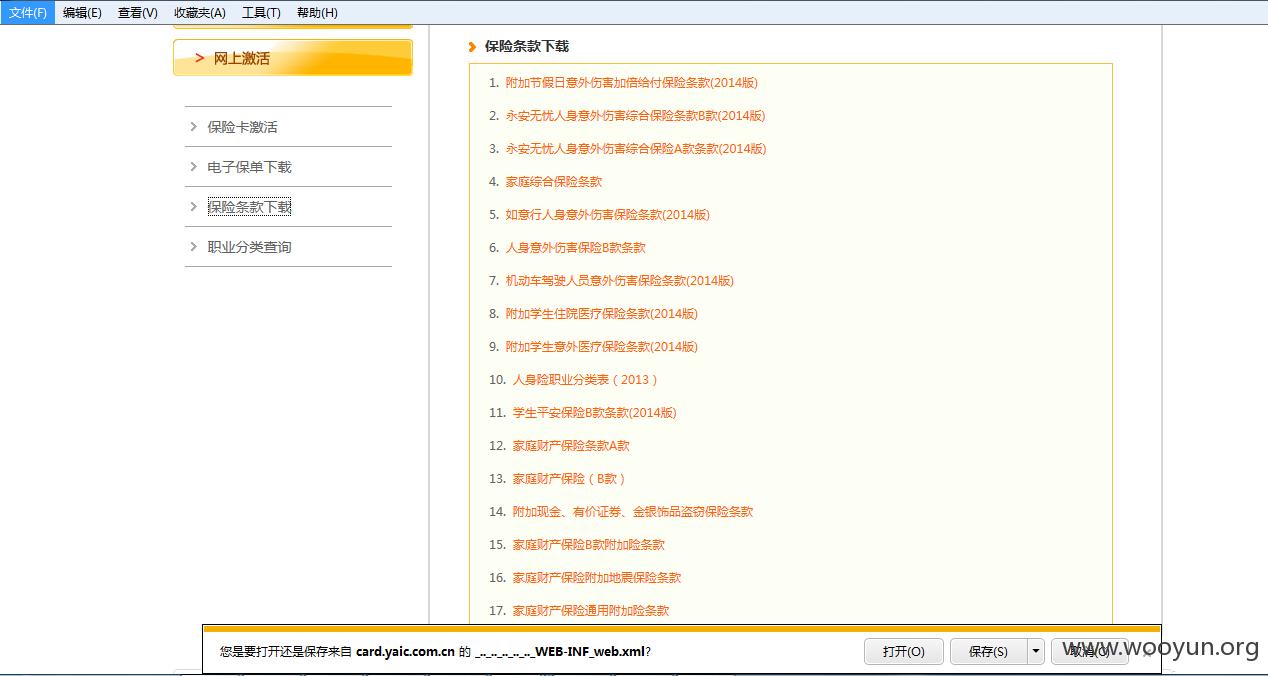 文件(F) 编辑(E) 查看(V) 收藏夹(A) 工具(T) 帮助(H)
> 网上激活
保险卡激活
电子保单下载
保险条款下载
职业分类查询
保险条款下载
1. 附加节假日意外伤害加倍给付保险条款(2014版)
2. 永安无忧人身意外伤害综合保险条款B款(2014版)
3. 永安无忧人身意外伤害综合保险A款条款(2014版)
4. 家庭综合保险条款
5. 如意行人身意外伤害保险条款(2014版)
6. 人身意外伤害保险B款条款
7. 机动车驾驶人员意外伤害保险条款(2014版)
8. 附加学生住院医疗保险条款(2014版)
9. 附加学生意外医疗保险条款(2014版)
10. 人身险职业分类表（2013）
11. 学生平安保险B款条款(2014版)
12. 家庭财产保险条款A款
13. 家庭财产保险（B款）
14. 附加现金、有价证券、金银饰品盗窃保险条款
15. 家庭财产保险B款附加险条款
16. 家庭财产保险附加地震保险条款
17. 家庭财产保险通用附加险条款
您是要打开还是保存来自 card.yaic.com.cn 的 _.._.._.._.._.._WEB-INF_web.xml?
打开(O) 保存(S) 取消(C)
www.wooyun.org